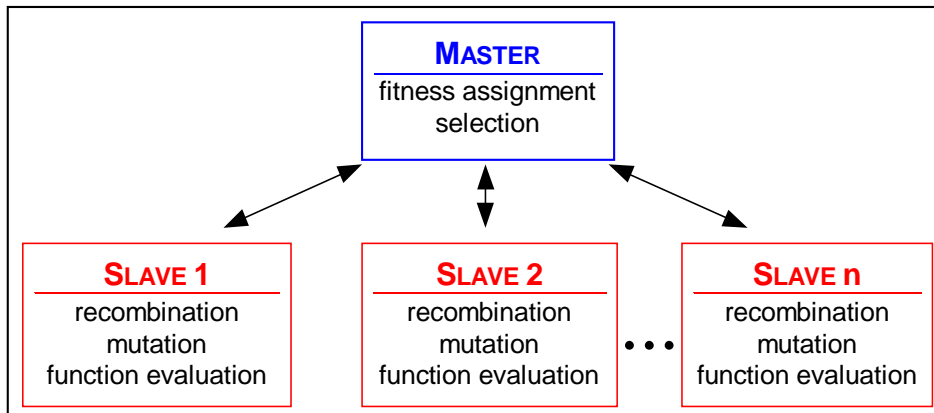 MASTER
fitness assignment
selection
SLAVE 1
recombination
mutation
function evaluation
SLAVE 2
recombination
mutation
function evaluation
SLAVE n
recombination
mutation
function evaluation